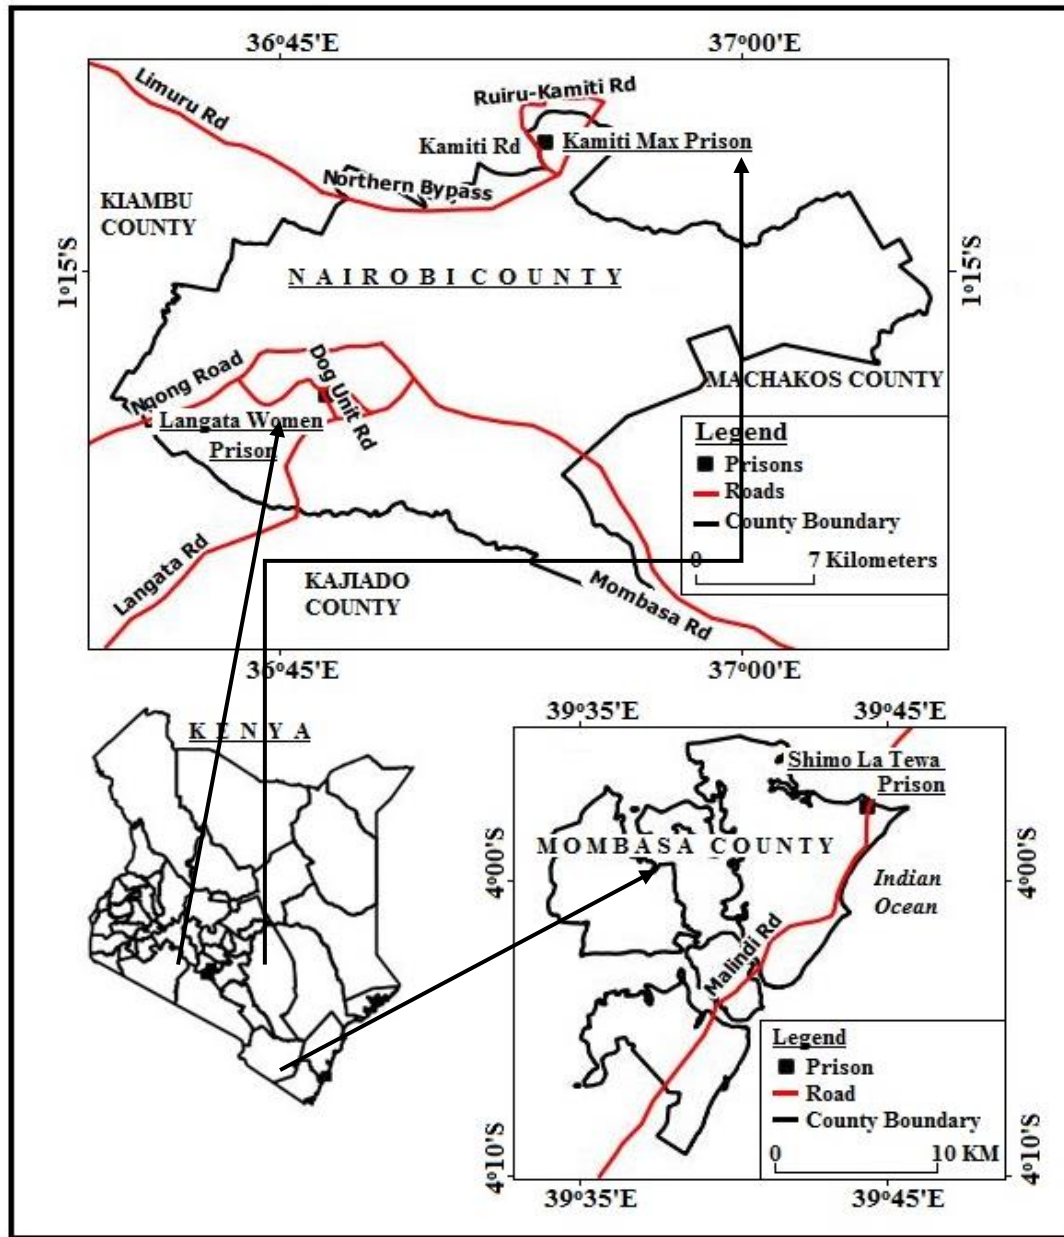 36°45'E
37°00'E
Limuru Rd
Ruiru-Kamiti Rd
Kamiti Rd
Kamiti Max Prison
Northern Bypass
KIAMBU
COUNTY
1°15'S
1°15'S
NAIROBI COUNTY
Ngong Road
Dog Unit Rd
MACHAKOS COUNTY
Langata Women
Prison
Legend
Prisons
Roads
County Boundary
0
7 Kilometers
Langata Rd
KAJIADO
COUNTY
Mombasa Rd
36°45'E
37°00'E
KENYA
39°35'E
39°45'E
Shimo La Tewa
Prison
MOMBASA COUNTY
4°00'S
4°00'S
Indian
Ocean
Malindi Rd
Legend
Prison
Road
County Boundary
0
10 KM
4°10'S
4°10'S
39°35'E
39°45'E